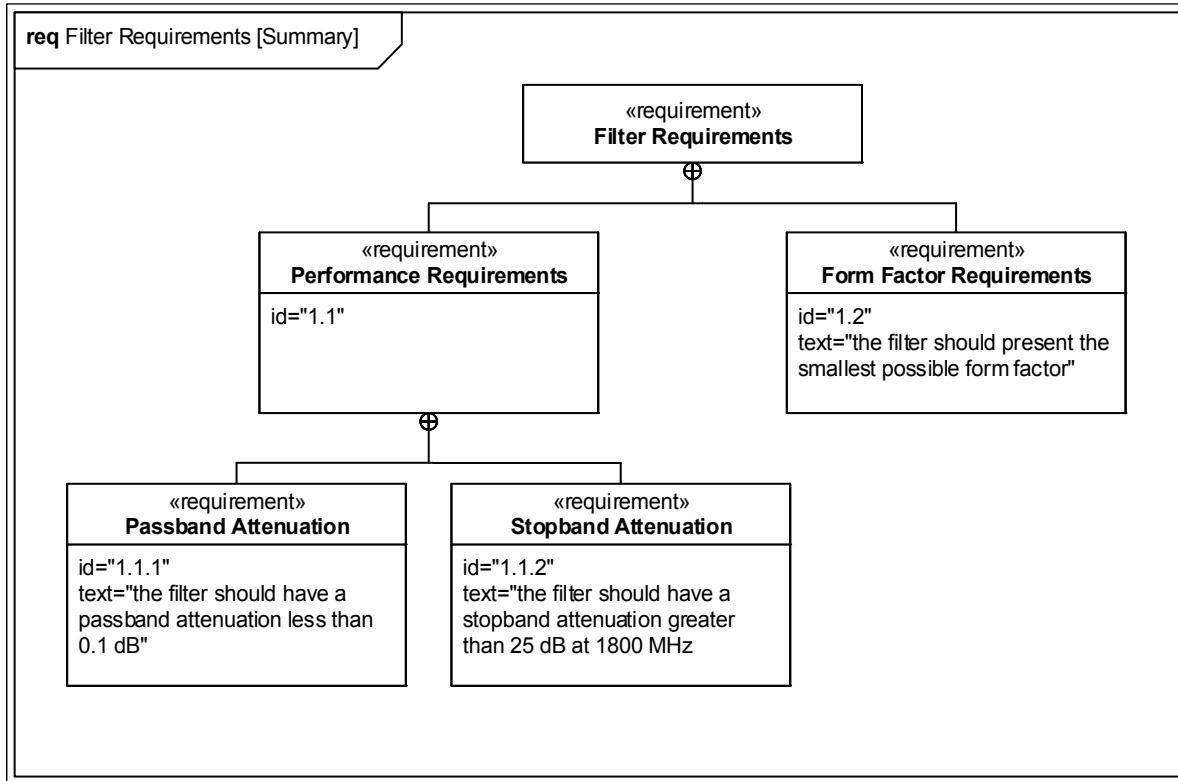 req Filter Requirements [Summary]
«requirement»
Filter Requirements
«requirement»
Performance Requirements
id="1.1"
«requirement»
Form Factor Requirements
id="1.2"
text="the filter should present the
smallest possible form factor"
«requirement»
Passband Attenuation
id="1.1.1"
text="the filter should have a
passband attenuation less than
0.1 dB"
«requirement»
Stopband Attenuation
id="1.1.2"
text="the filter should have a
stopband attenuation greater
than 25 dB at 1800 MHz